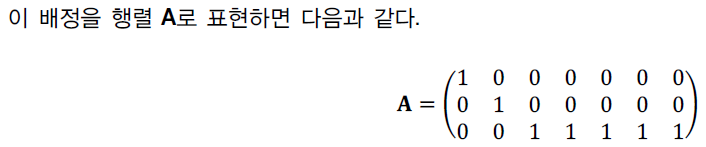 이 배정을 행렬 A로 표현하면 다음과 같다.
A = (1 0 0 0 0 0 0
0 1 0 0 0 0 0
0 0 1 1 1 1 1)